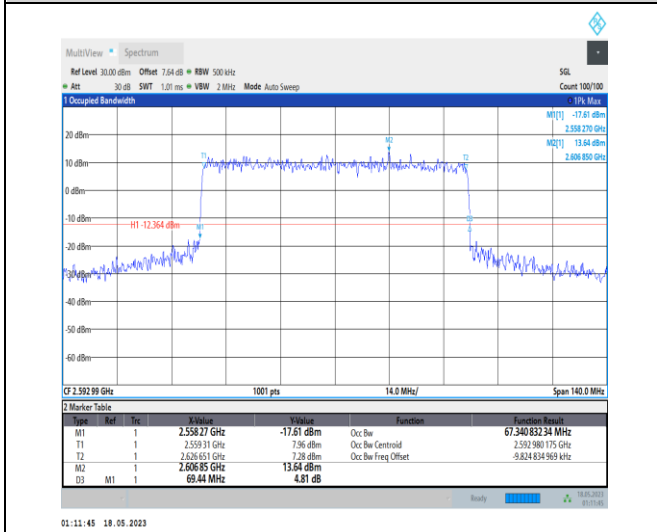 MultiView Spectrum
Ref Level 30.00 dBm Offset 7.64 dB RBW 500 kHz SGL
Att 30 dB SWT 1.01 ms VBW 2 MHz Mode Auto Sweep Count 100/100
1 Occupied Bandwidth 1Pk Max
M1[1] -17.61 dBm
2.558 270 GHz
M2[1] 13.64 dBm
2.606 850 GHz
20 dBm
M2
T1
T2
10 dBm
0 dBm
-10 dBm
H1 -12.364 dBm
M1
D3
-20 dBm
-30 dBm
-40 dBm
-50 dBm
-60 dBm
CF 2.592 99 GHz 1001 pts 14.0 MHz/ Span 140.0 MHz
2 Marker Table
Type Ref Trc X-Value Y-Value Function Function Result
M1 1 2.558 27 GHz -17.61 dBm Occ Bw 67.340 832 34 MHz
T1 1 2.559 31 GHz 7.96 dBm Occ Bw Centroid 2.592 980 175 GHz
T2 1 2.626 651 GHz 7.28 dBm Occ Bw Freq Offset -9.824 834 969 kHz
M2 1 2.606 85 GHz 13.64 dBm
D3 M1 1 69.44 MHz 4.81 dB
Ready 18.05.2023
01:11:45
01:11:45 18.05.2023